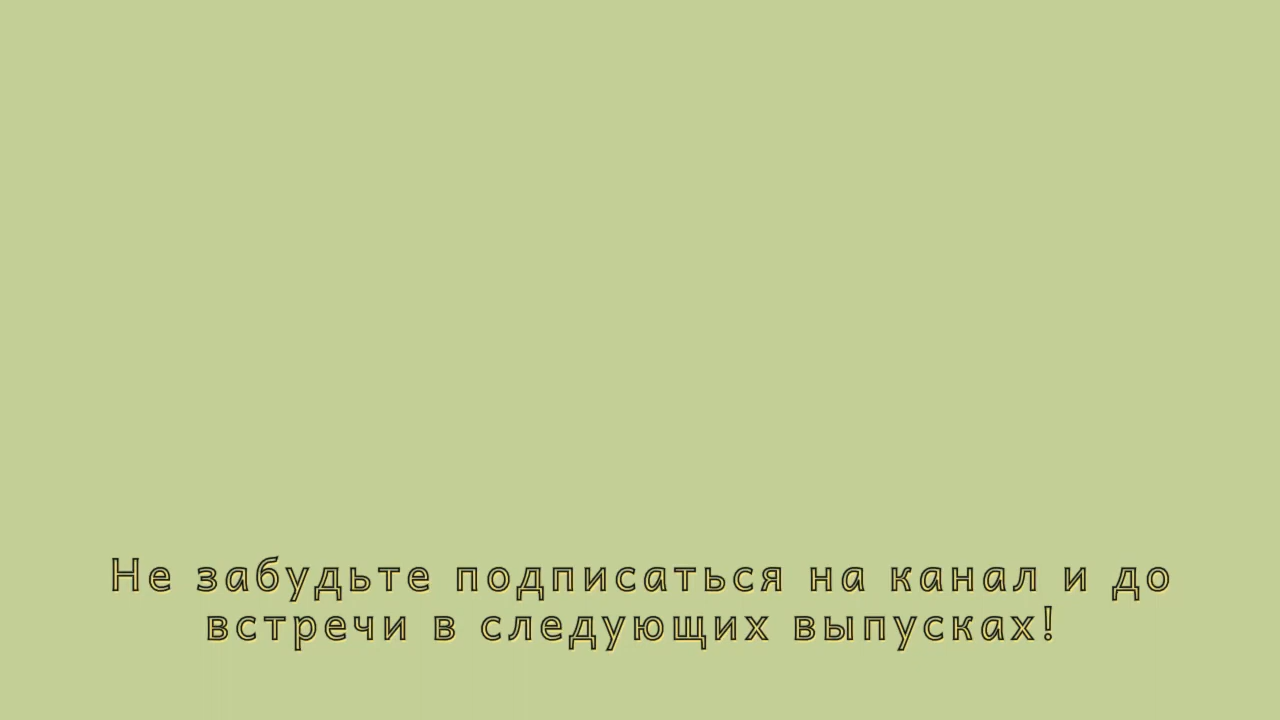 Не забудьте подписаться на канал и до
встречи в следующих выпусках!